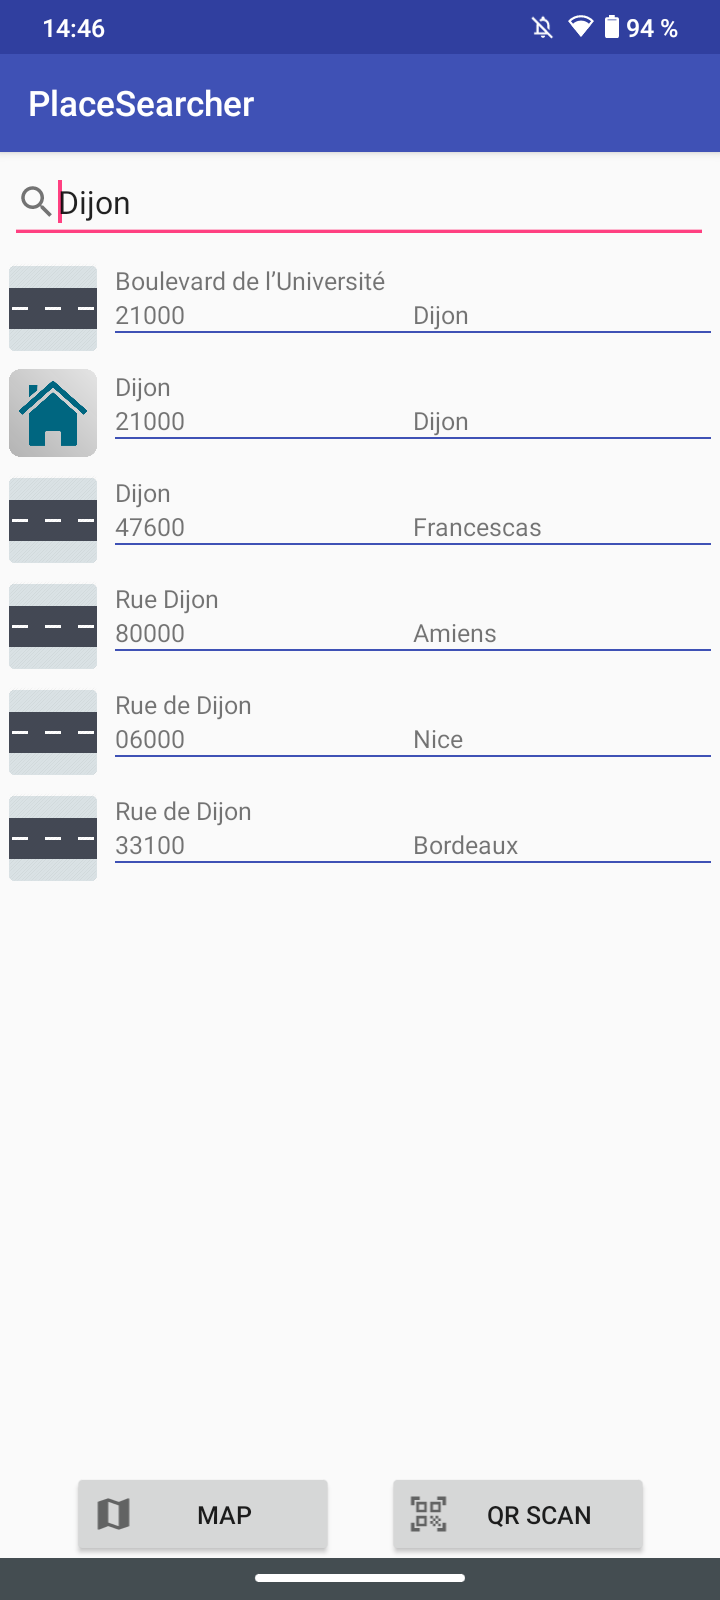 14:46
94 %
PlaceSearcher
Dijon
Boulevard de l’Université
21000 Dijon
Dijon
21000 Dijon
Dijon
47600 Francescas
Rue Dijon
80000 Amiens
Rue de Dijon
06000 Nice
Rue de Dijon
33100 Bordeaux
MAP
QR SCAN